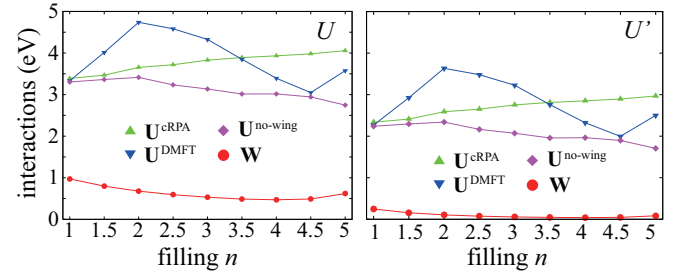 U
U'
interactions (eV)
5
4
3
2
1
0
U^cRPA
U^no-wing
U^DMFT
W
U^cRPA
U^no-wing
U^DMFT
W
1 1.5 2 2.5 3 3.5 4 4.5 5
1 1.5 2 2.5 3 3.5 4 4.5 5
filling n
filling n